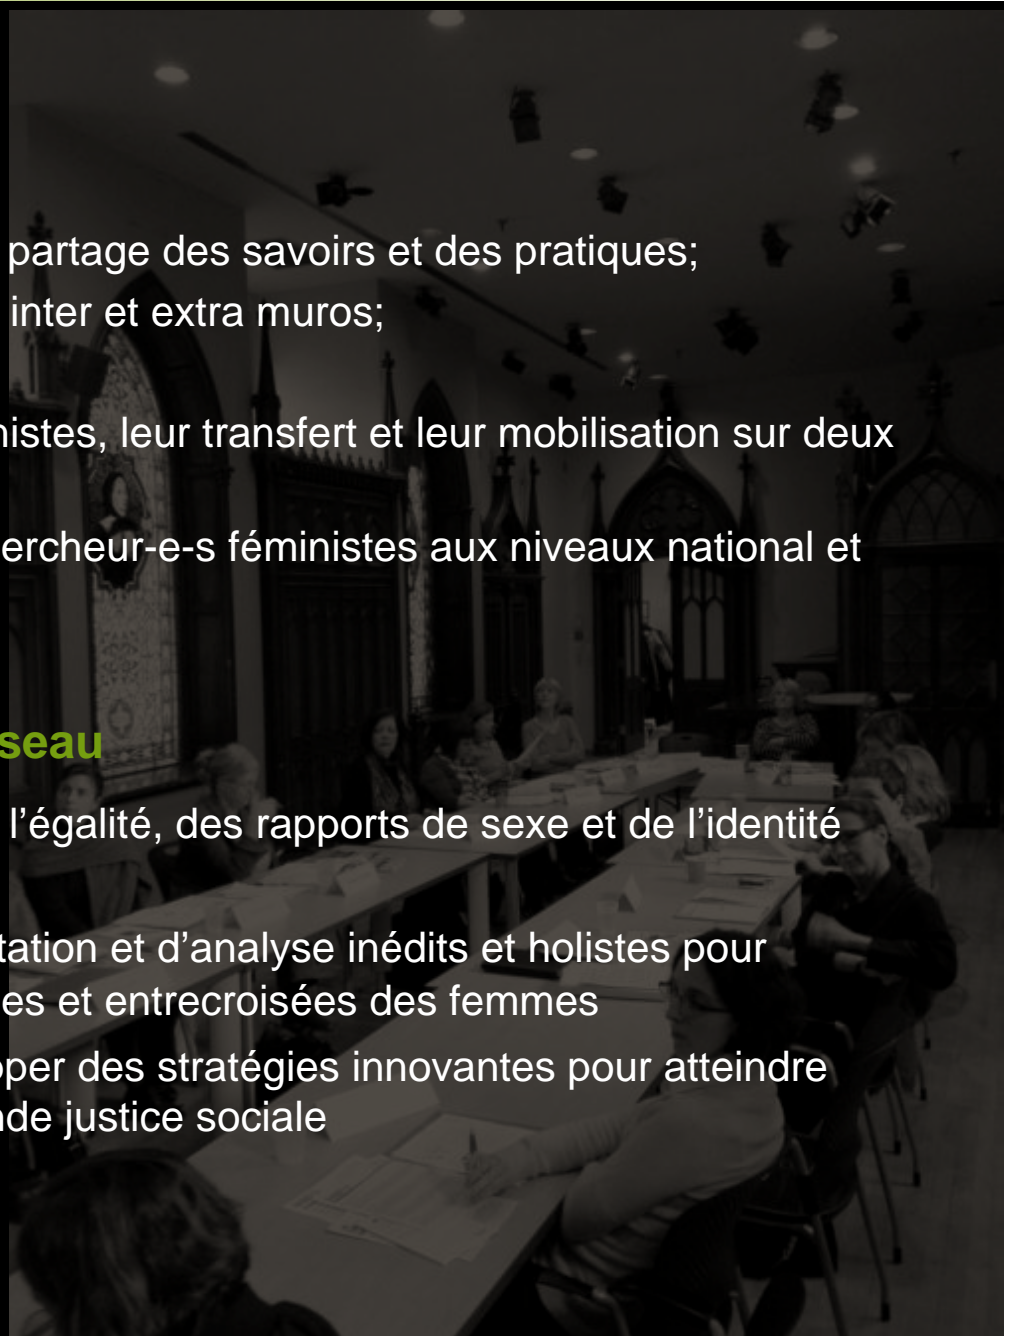 partage des savoirs et des pratiques;
inter et extra muros;
nistes, leur transfert et leur mobilisation sur deux
ercheur-e-s féministes aux niveaux national et
seau
l’égalité, des rapports de sexe et de l’identité
tation et d’analyse inédits et holistes pour
es et entrecroisées des femmes
per des stratégies innovantes pour atteindre
nde justice sociale